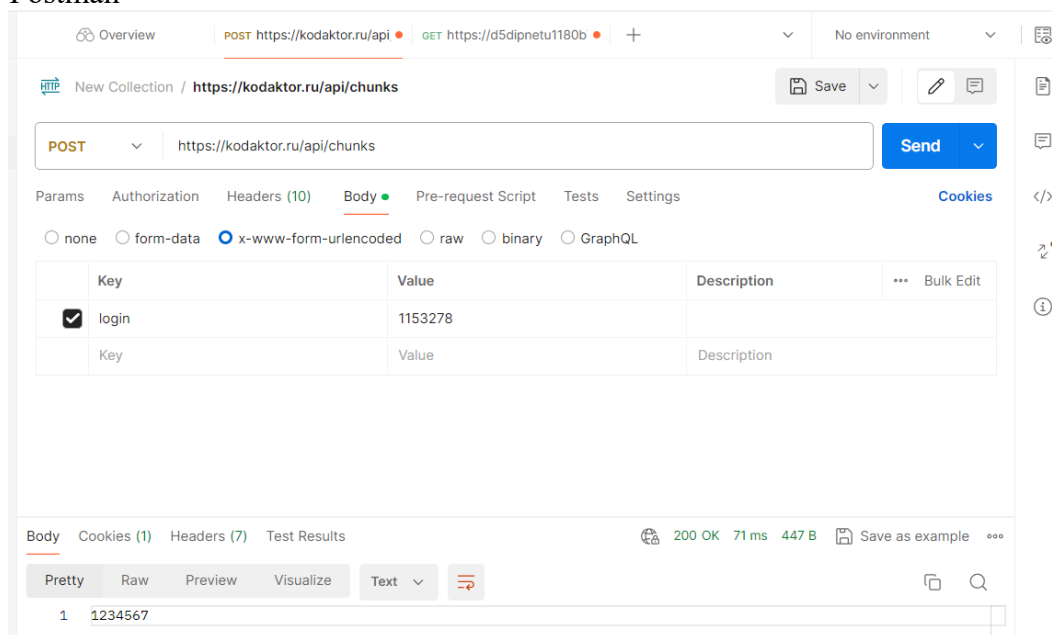 Postman
Overview POST https://kodaktor.ru/api GET https://d5dipnetu1180b + No environment
HTTP New Collection / https://kodaktor.ru/api/chunks Save
POST https://kodaktor.ru/api/chunks Send
Params Authorization Headers (10) Body Pre-request Script Tests Settings Cookies
none form-data x-www-form-urlencoded raw binary GraphQL
Key Value Description Bulk Edit
login 1153278
Key Value Description
Body Cookies (1) Headers (7) Test Results 200 OK 71 ms 447 B Save as example
Pretty Raw Preview Visualize Text
1 1234567